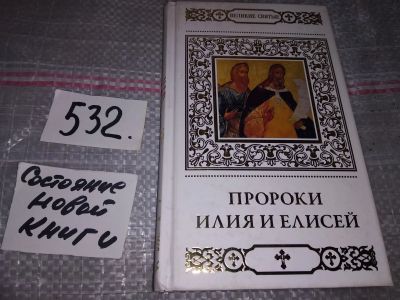 ВЕЛИКИЕ СВЯТЫЕ
532.
Состояние
новой
книги
ПРОРОКИ
ИЛИЯ И ЕЛИСЕЙ